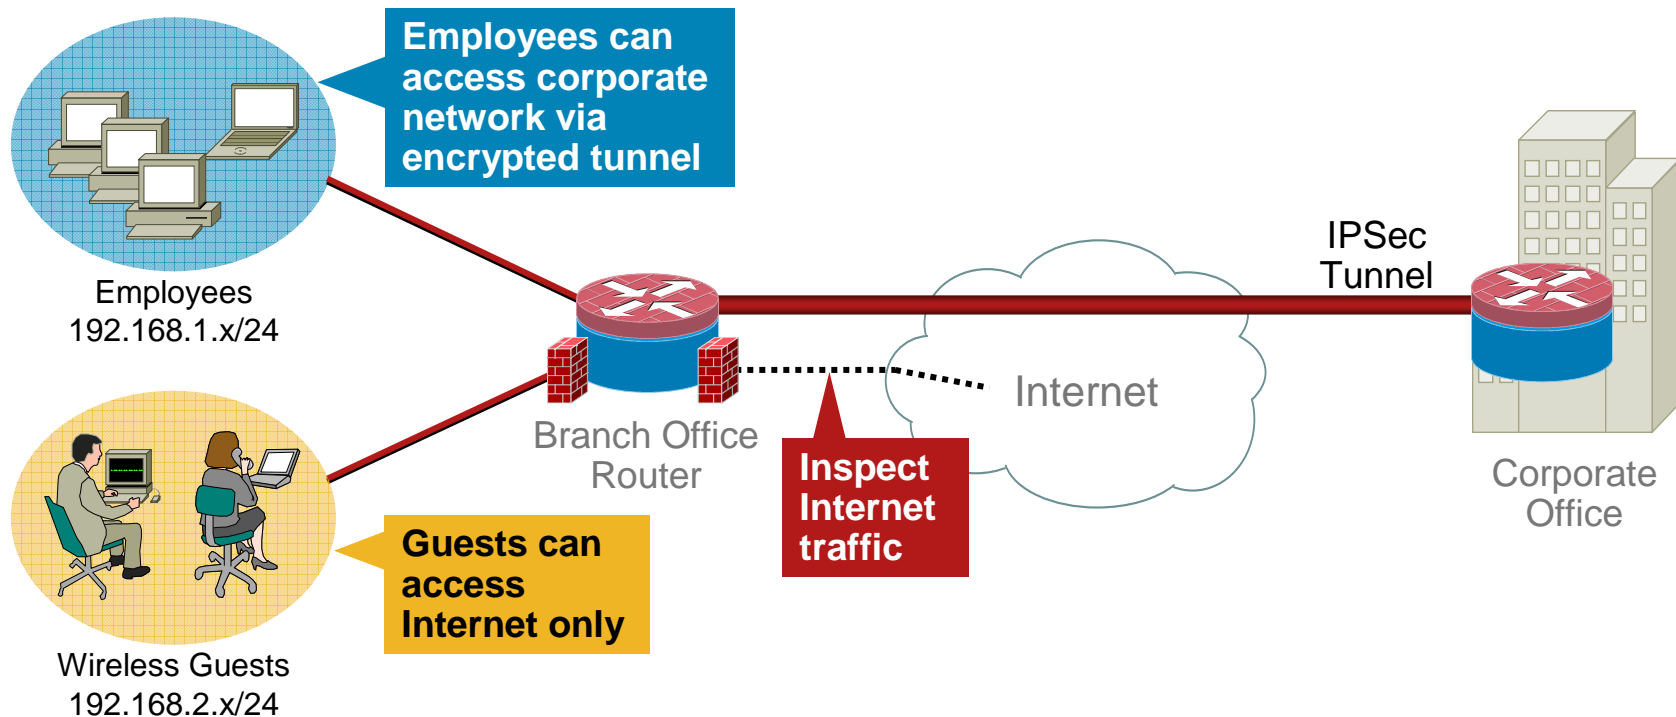 Employees can
access corporate
network via
encrypted tunnel
Employees
192.168.1.x/24
IPSec
Tunnel
Internet
Branch Office
Router
Inspect
Internet
traffic
Corporate
Office
Guests can
access
Internet only
Wireless Guests
192.168.2.x/24